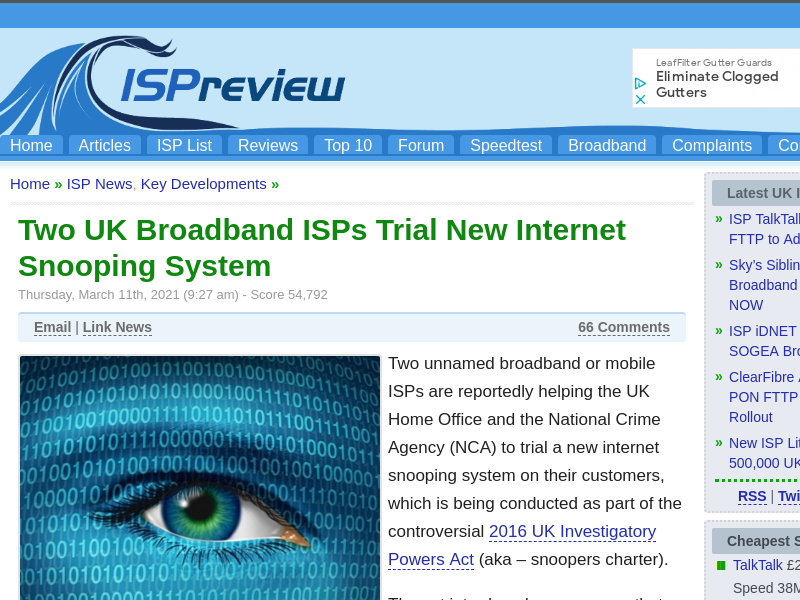 ISPreview
LeafFilter Gutter Guards
Eliminate Clogged
Gutters
Home
Articles
ISP List
Reviews
Top 10
Forum
Speedtest
Broadband
Complaints
Co
Home » ISP News, Key Developments »
Two UK Broadband ISPs Trial New Internet
Snooping System
Thursday, March 11th, 2021 (9:27 am) - Score 54,792
Email | Link News
66 Comments
Two unnamed broadband or mobile
ISPs are reportedly helping the UK
Home Office and the National Crime
Agency (NCA) to trial a new internet
snooping system on their customers,
which is being conducted as part of the
controversial 2016 UK Investigatory
Powers Act (aka – snoopers charter).
Latest UK I
» ISP TalkTal
FTTP to Ad
» Sky's Siblin
Broadband
NOW
» ISP iDNET
SOGEA Bro
» ClearFibre
PON FTTP
Rollout
» New ISP Lit
500,000 UK
RSS | Twi
Cheapest S
TalkTalk £2
Speed 38M